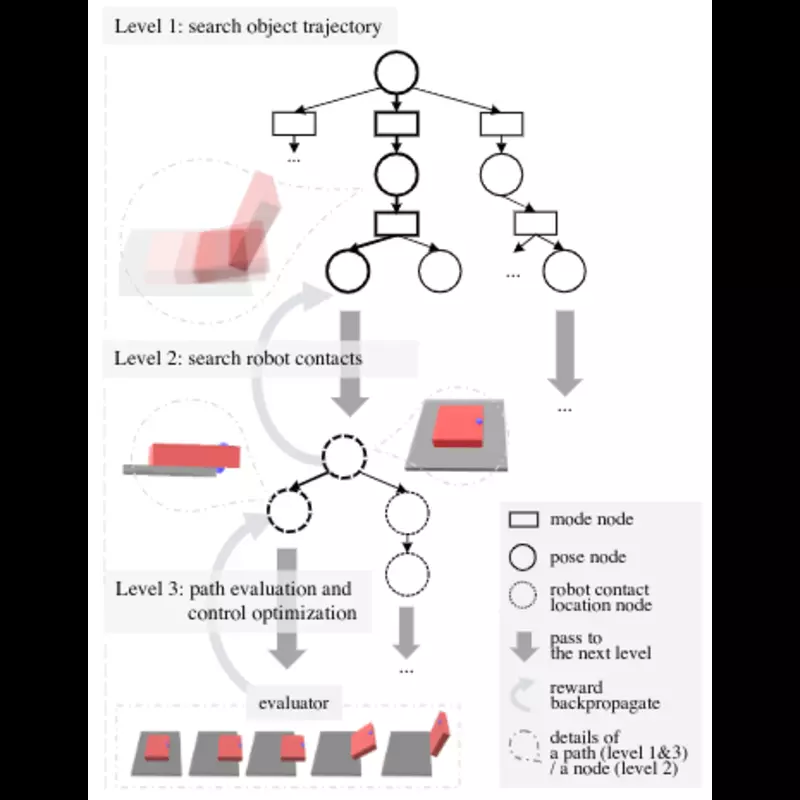 Level 1: search object trajectory
...
...
Level 2: search robot contacts
...
Level 3: path evaluation and
control optimization
...
evaluator
mode node
pose node
robot contact
location node
pass to
the next level
reward
backpropagate
details of
a path (level 1&3)
/ a node (level 2)